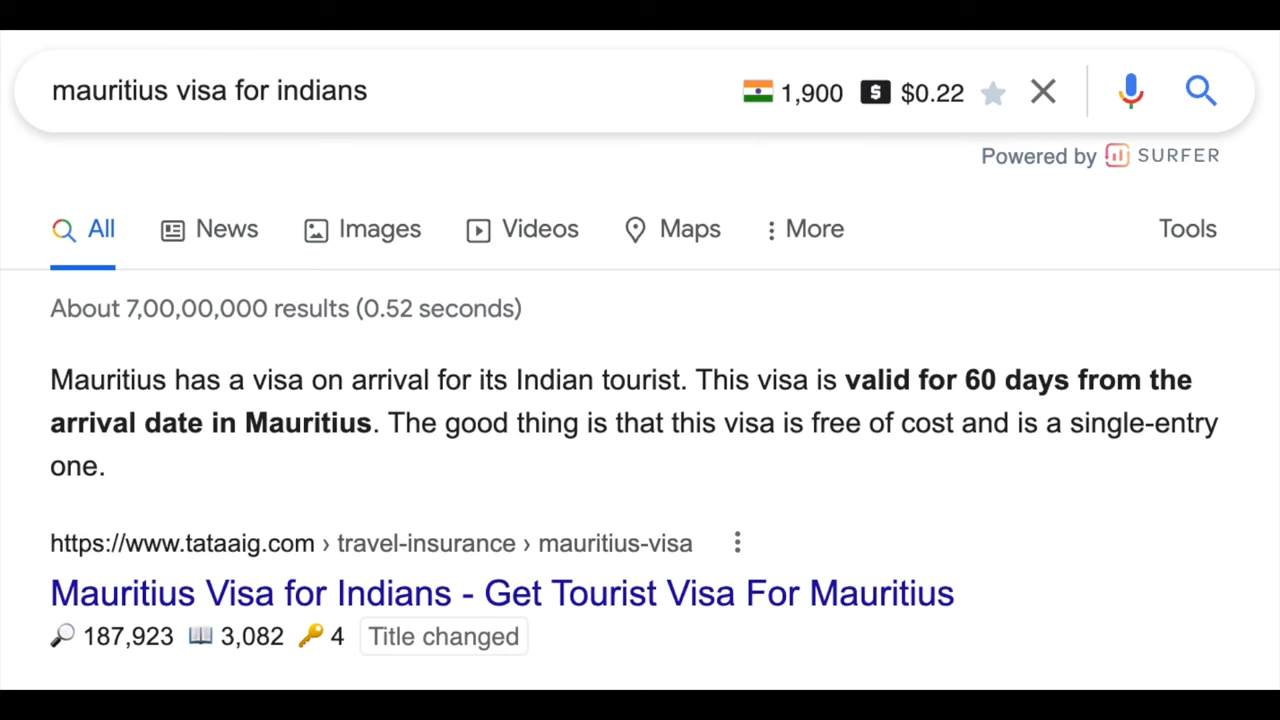 mauritius visa for indians 1,900 $ $0.22
Powered by SURFER
All News Images Videos Maps More Tools
About 7,00,00,000 results (0.52 seconds)
Mauritius has a visa on arrival for its Indian tourist. This visa is valid for 60 days from the
arrival date in Mauritius. The good thing is that this visa is free of cost and is a single-entry
one.
https://www.tataaig.com › travel-insurance › mauritius-visa
Mauritius Visa for Indians - Get Tourist Visa For Mauritius
187,923 3,082 4 Title changed